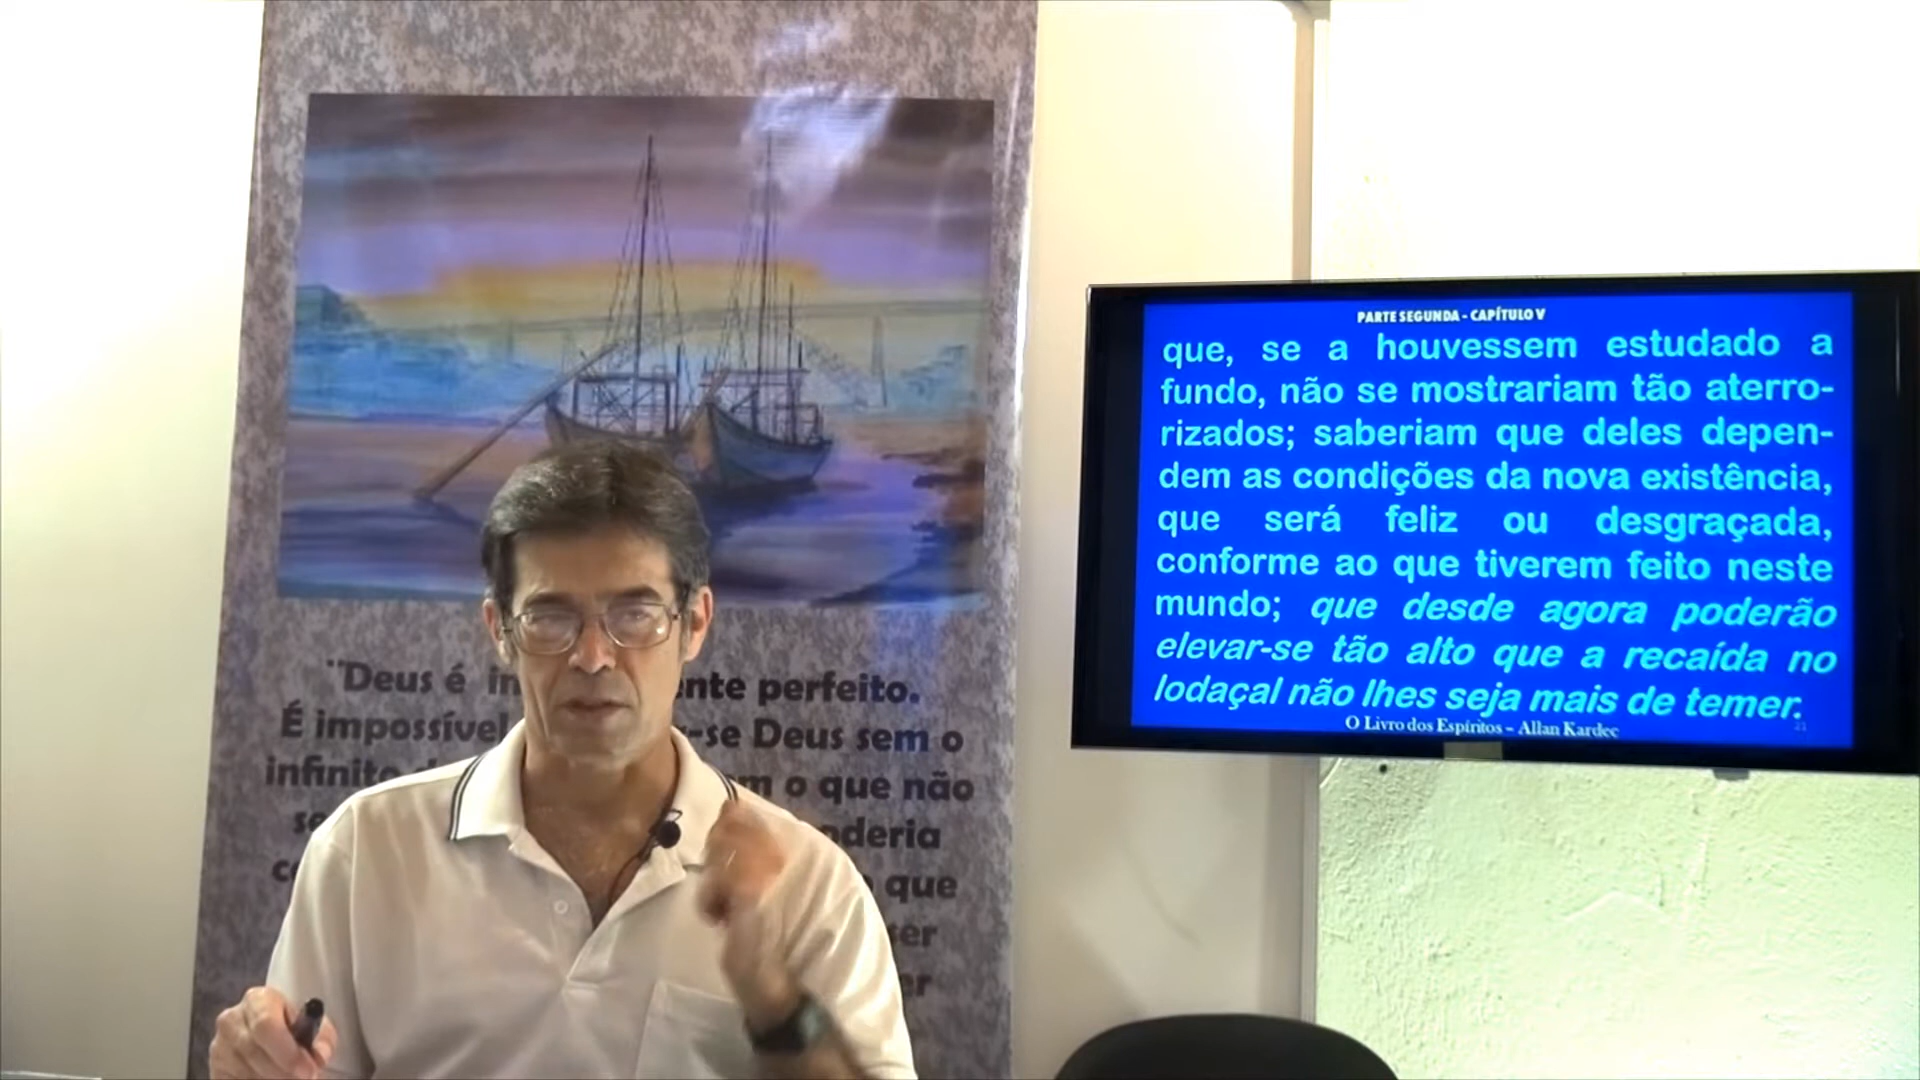 ¨Deus é perfeito.
É impossível -se Deus sem o
infinito o que não
que
PARTE SEGUNDA - CAPÍTULO V
que, se a houvessem estudado a
fundo, não se mostrariam tão aterro-
rizados; saberiam que deles depen-
dem as condições da nova existência,
que será feliz ou desgraçada,
conforme ao que tiverem feito neste
mundo; que desde agora poderão
elevar-se tão alto que a recaída no
lodaçal não lhes seja mais de temer.
O Livro dos Espíritos – Allan Kardec
21